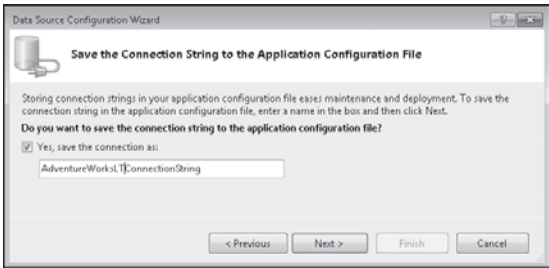 Data Source Configuration Wizard
Save the Connection String to the Application Configuration File
Storing connection strings in your application configuration file eases maintenance and deployment. To save the
connection string in the application configuration file, enter a name in the box and then click Next.
Do you want to save the connection string to the application configuration file?
Yes, save the connection as:
AdventureWorksLTConnectionString
< Previous
Next >
Finish
Cancel